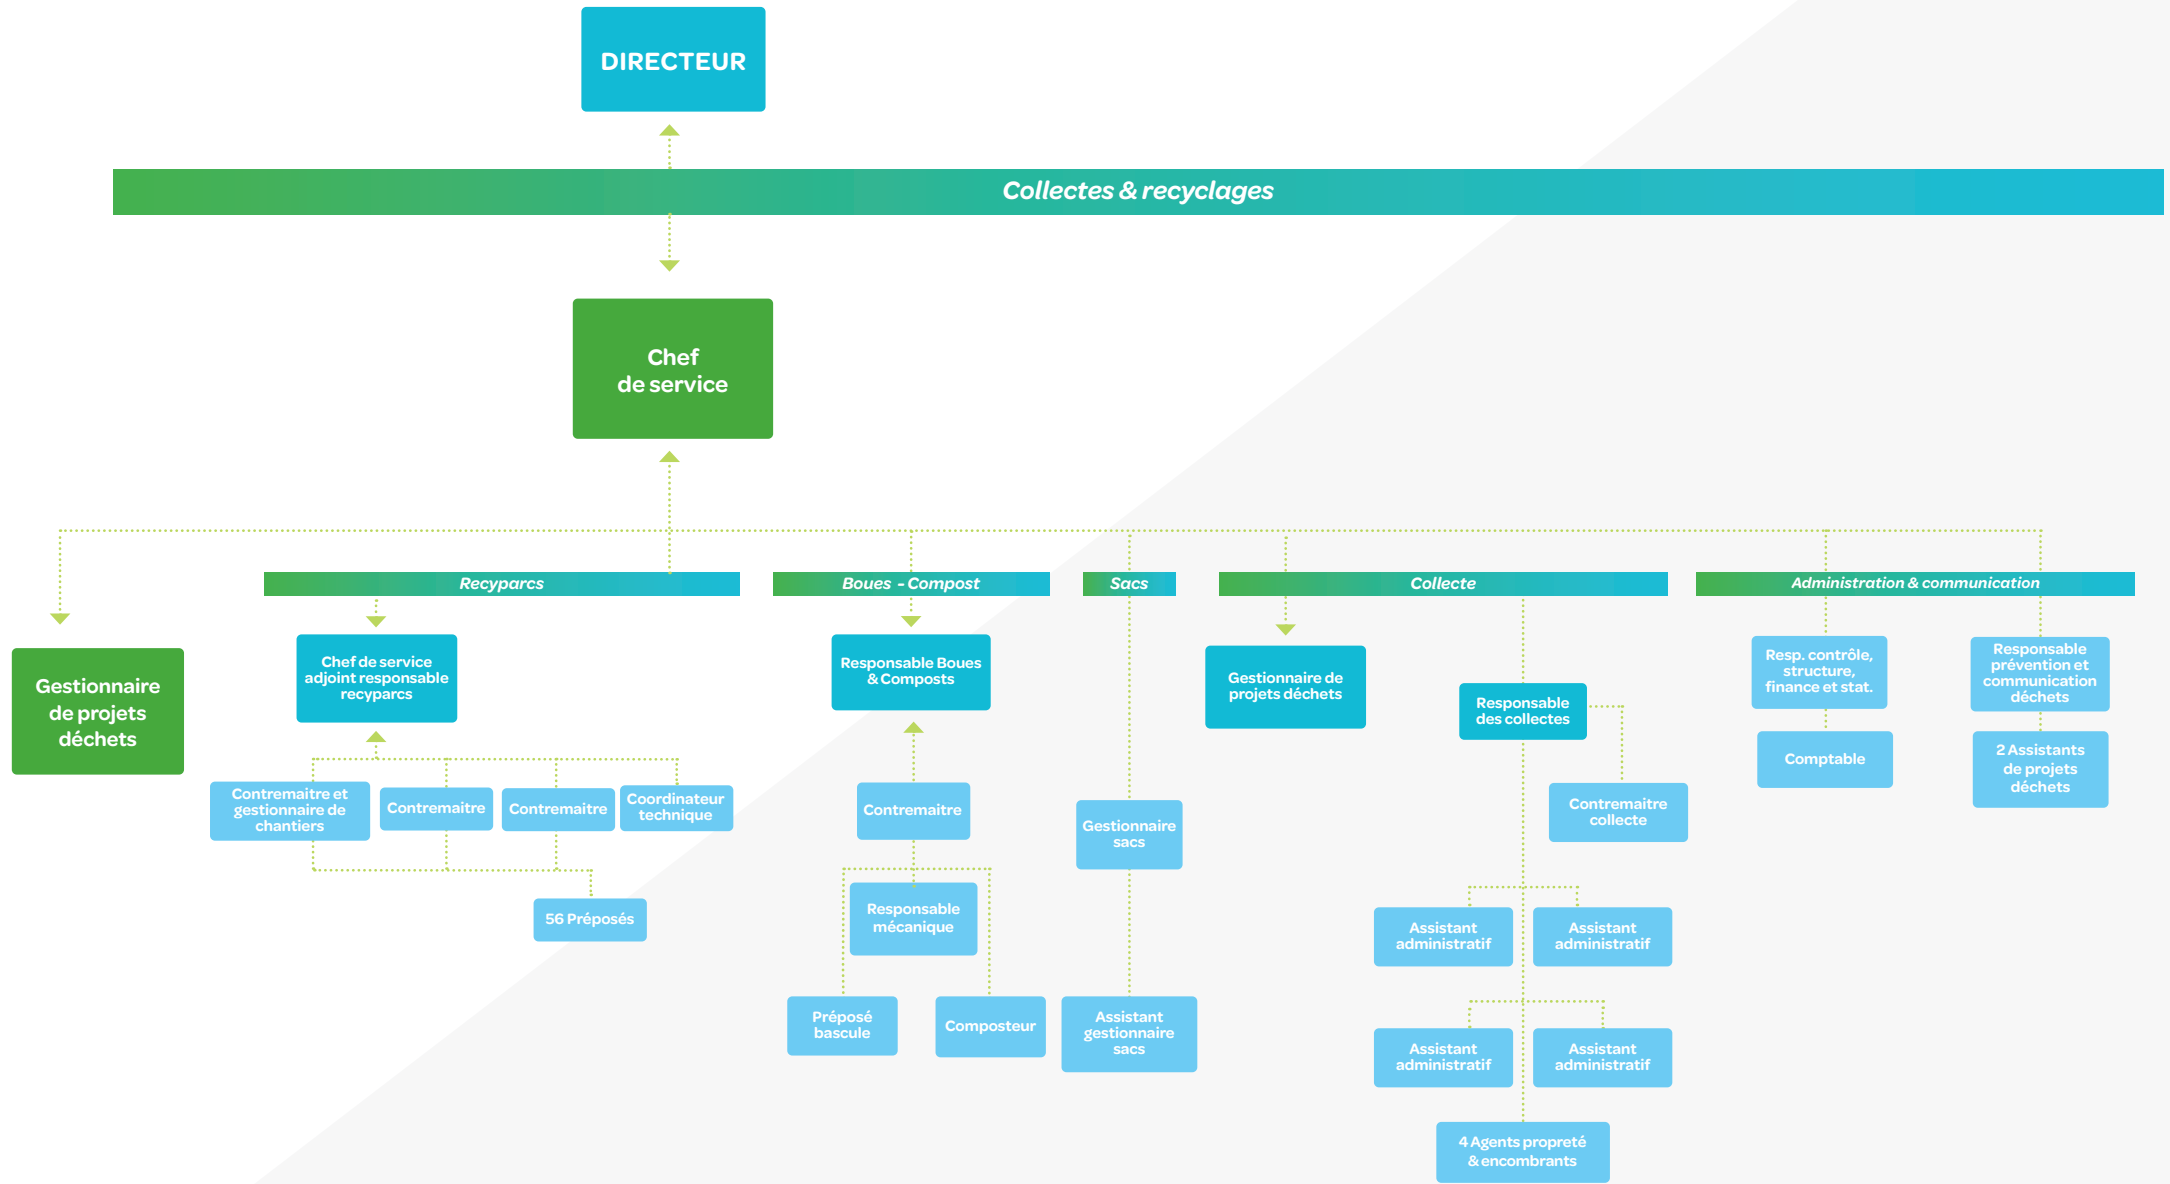 DIRECTEUR
Collectes & recyclages
Chef
de service
Recyparcs
Boues - Compost
Sacs
Collecte
Administration & communication
Gestionnaire
de projets
déchets
Chef de service
adjoint responsable
recyparcs
Contremaitre et
gestionnaire de
chantiers
Contremaitre
Contremaitre
Coordinateur
technique
56 Préposés
Responsable Boues
& Composts
Contremaitre
Responsable
mécanique
Préposé
bascule
Composteur
Gestionnaire
sacs
Assistant
gestionnaire
sacs
Gestionnaire de
projets déchets
Responsable
des collectes
Contremaitre
collecte
Assistant
administratif
Assistant
administratif
Assistant
administratif
Assistant
administratif
4 Agents propreté
& encombrants
Resp. contrôle,
structure,
finance et stat.
Comptable
Responsable
prévention et
communication
déchets
2 Assistants
de projets
déchets